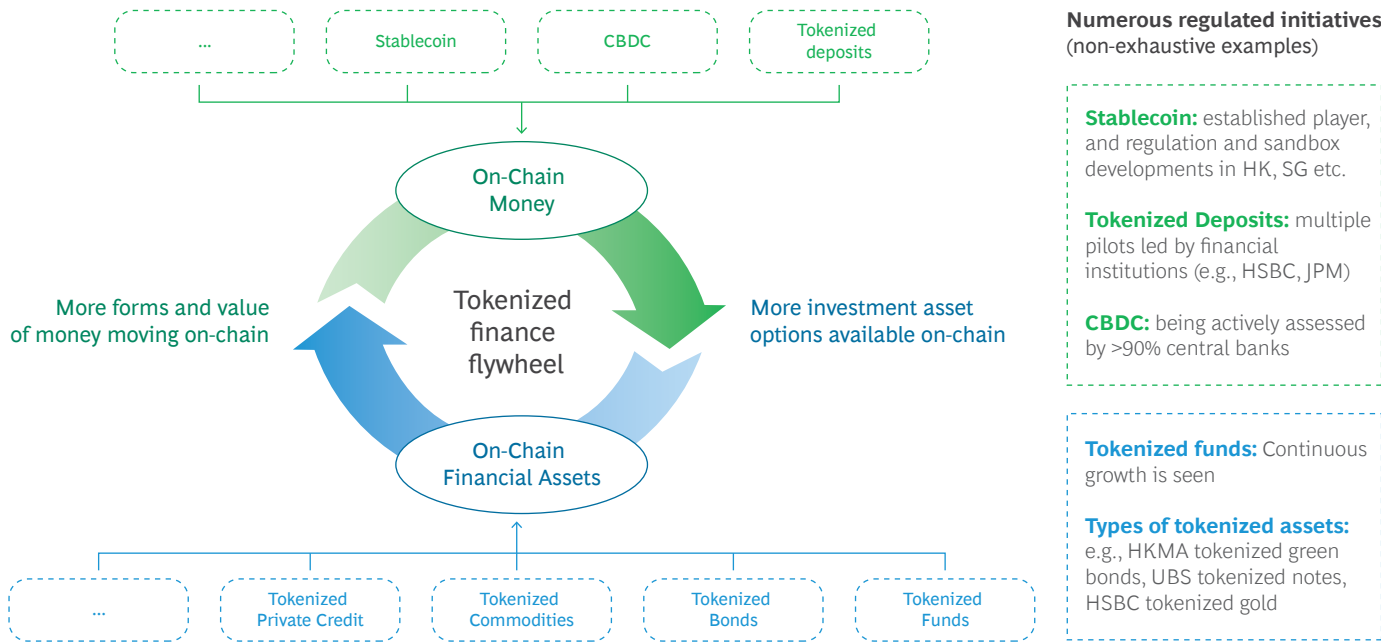 ...
Stablecoin
CBDC
Tokenized
deposits
On-Chain
Money
More forms and value
of money moving on-chain
Tokenized
finance
flywheel
More investment asset
options available on-chain
On-Chain
Financial Assets
...
Tokenized
Private Credit
Tokenized
Commodities
Tokenized
Bonds
Tokenized
Funds
Numerous regulated initiatives
(non-exhaustive examples)
Stablecoin: established player,
and regulation and sandbox
developments in HK, SG etc.
Tokenized Deposits: multiple
pilots led by financial
institutions (e.g., HSBC, JPM)
CBDC: being actively assessed
by >90% central banks
Tokenized funds: Continuous
growth is seen
Types of tokenized assets:
e.g., HKMA tokenized green
bonds, UBS tokenized notes,
HSBC tokenized gold